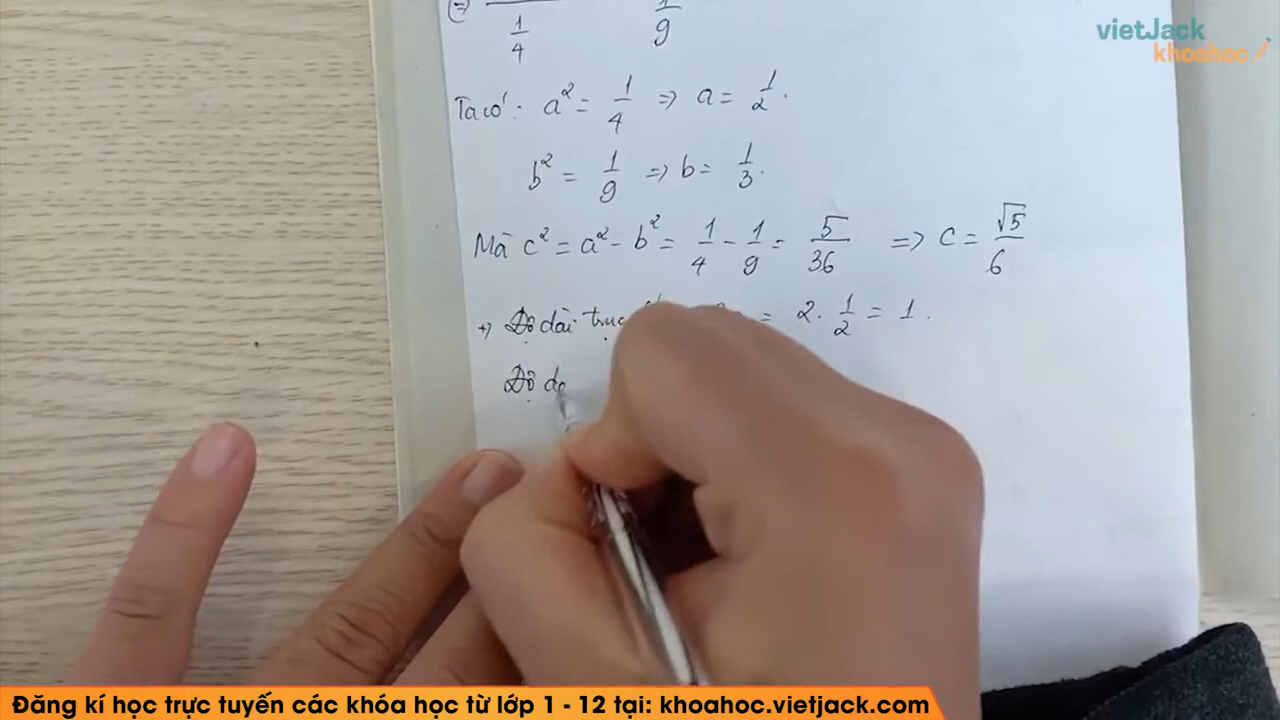 vietJack
khoahoc
⇒ 1/4 1/9
Ta có: a² = 1/4 ⇒ a = 1/2.
b² = 1/9 ⇒ b = 1/3.
Mà c² = a² - b² = 1/4 - 1/9 = 5/36 ⇒ c = √5/6
+) Độ dài trục = 2. 1/2 = 1.
Độ dà
Đăng kí học trực tuyến các khóa học từ lớp 1 - 12 tại: khoahoc.vietjack.com